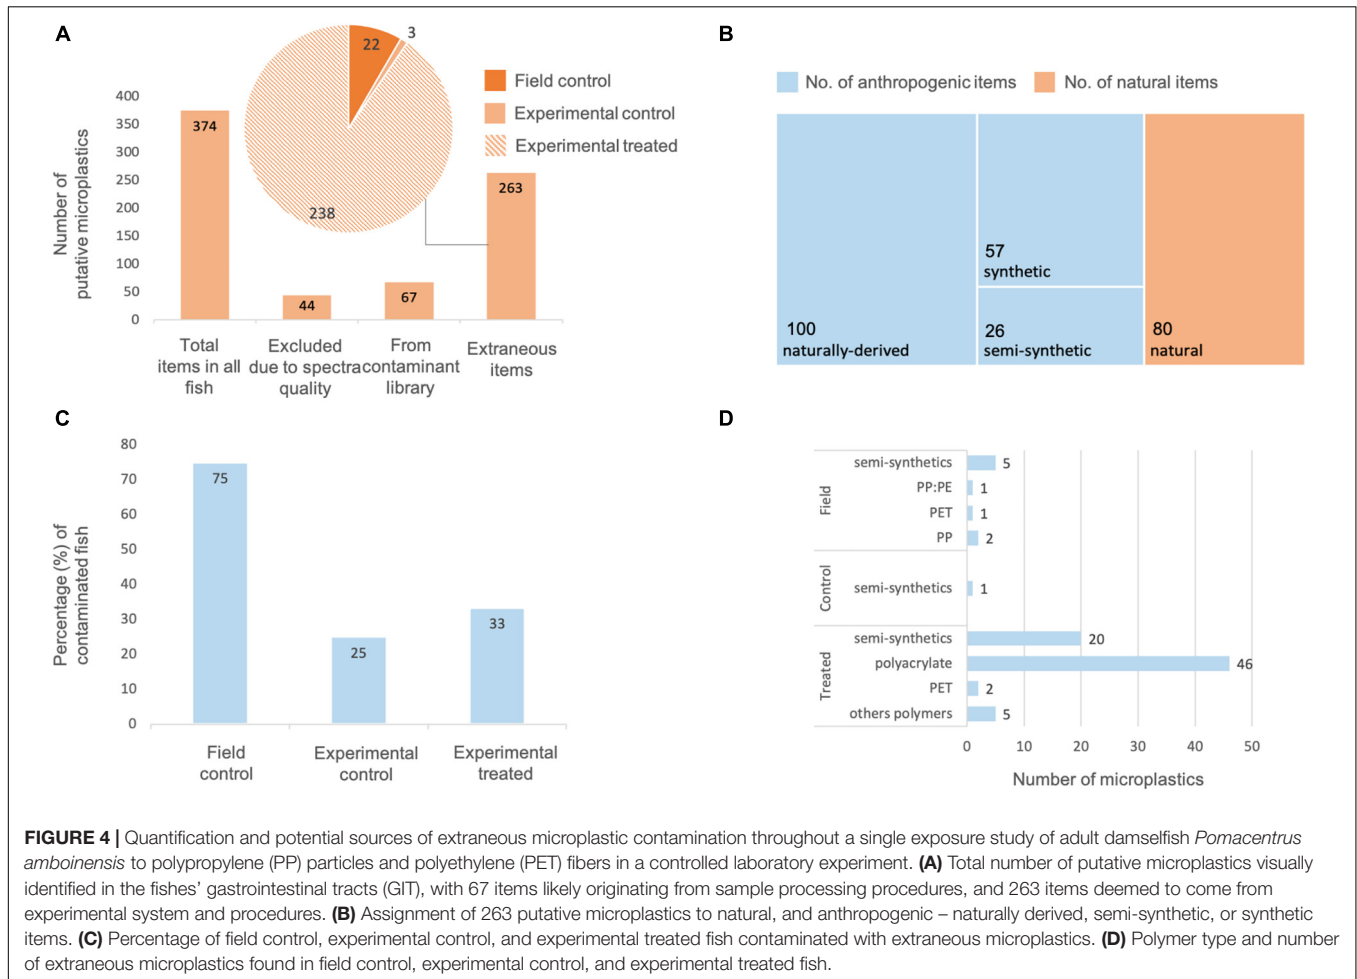 A
22
3
238
Field control
Experimental control
Experimental treated
Number of
putative microplastics
400
350
300
250
200
150
100
50
0
374
44
67
263
Total
items in all
fish
Excluded
due to spectra
quality
From
contaminant
library
Extraneous
items
B
No. of anthropogenic items
No. of natural items
100
naturally-derived
57
synthetic
26
semi-synthetic
80
natural
C
Percentage (%) of
contaminated fish
80
70
60
50
40
30
20
10
0
75
25
33
Field
control
Experimental
control
Experimental
treated
D
Field
semi-synthetics 5
PP:PE 1
PET 1
PP 2
Control
semi-synthetics 1
Treated
semi-synthetics 20
polyacrylate 46
PET 2
others polymers 5
0 10 20 30 40 50
Number of microplastics
FIGURE 4 | Quantification and potential sources of extraneous microplastic contamination throughout a single exposure study of adult damselfish Pomacentrus
amboinensis to polypropylene (PP) particles and polyethylene (PET) fibers in a controlled laboratory experiment. (A) Total number of putative microplastics visually
identified in the fishes' gastrointestinal tracts (GIT), with 67 items likely originating from sample processing procedures, and 263 items deemed to come from
experimental system and procedures. (B) Assignment of 263 putative microplastics to natural, and anthropogenic – naturally derived, semi-synthetic, or synthetic
items. (C) Percentage of field control, experimental control, and experimental treated fish contaminated with extraneous microplastics. (D) Polymer type and number
of extraneous microplastics found in field control, experimental control, and experimental treated fish.